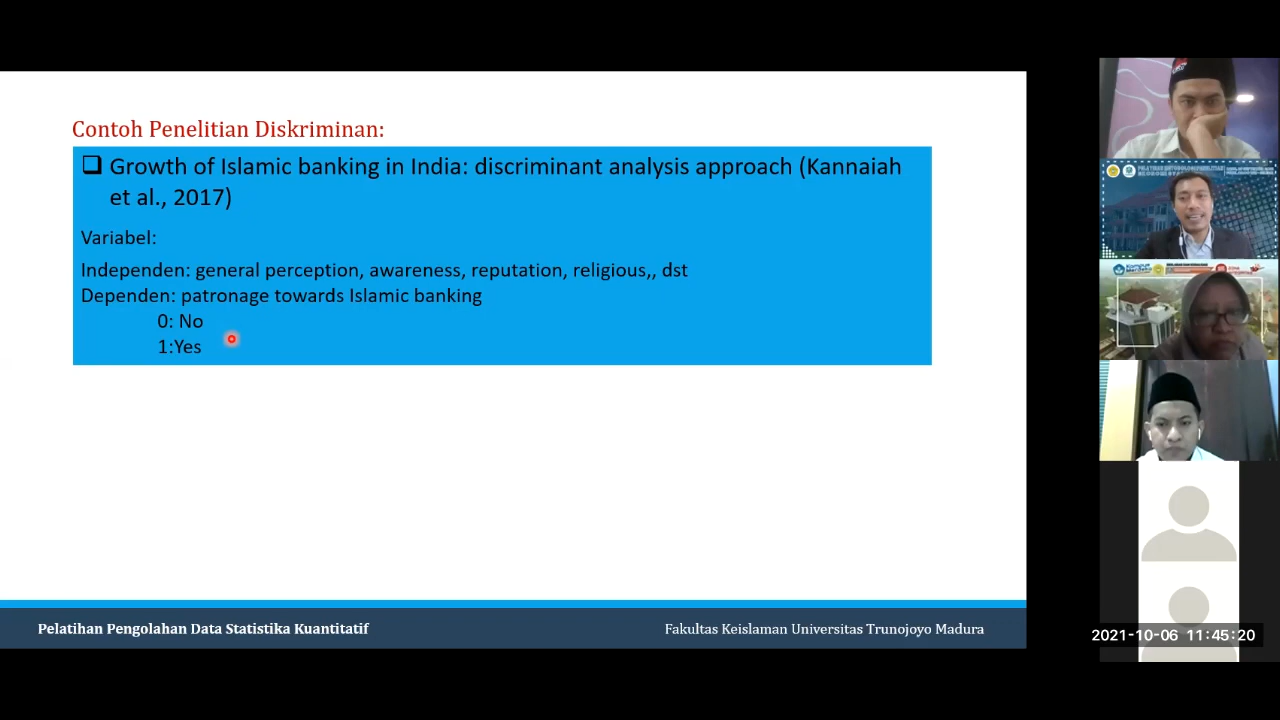 Contoh Penelitian Diskriminan:
❑ Growth of Islamic banking in India: discriminant analysis approach (Kannaiah
et al., 2017)
Variabel:
Independen: general perception, awareness, reputation, religious,, dst
Dependen: patronage towards Islamic banking
0: No
1:Yes
Pelatihan Pengolahan Data Statistika Kuantitatif
Fakultas Keislaman Universitas Trunojoyo Madura
2021-10-06 11:45:20